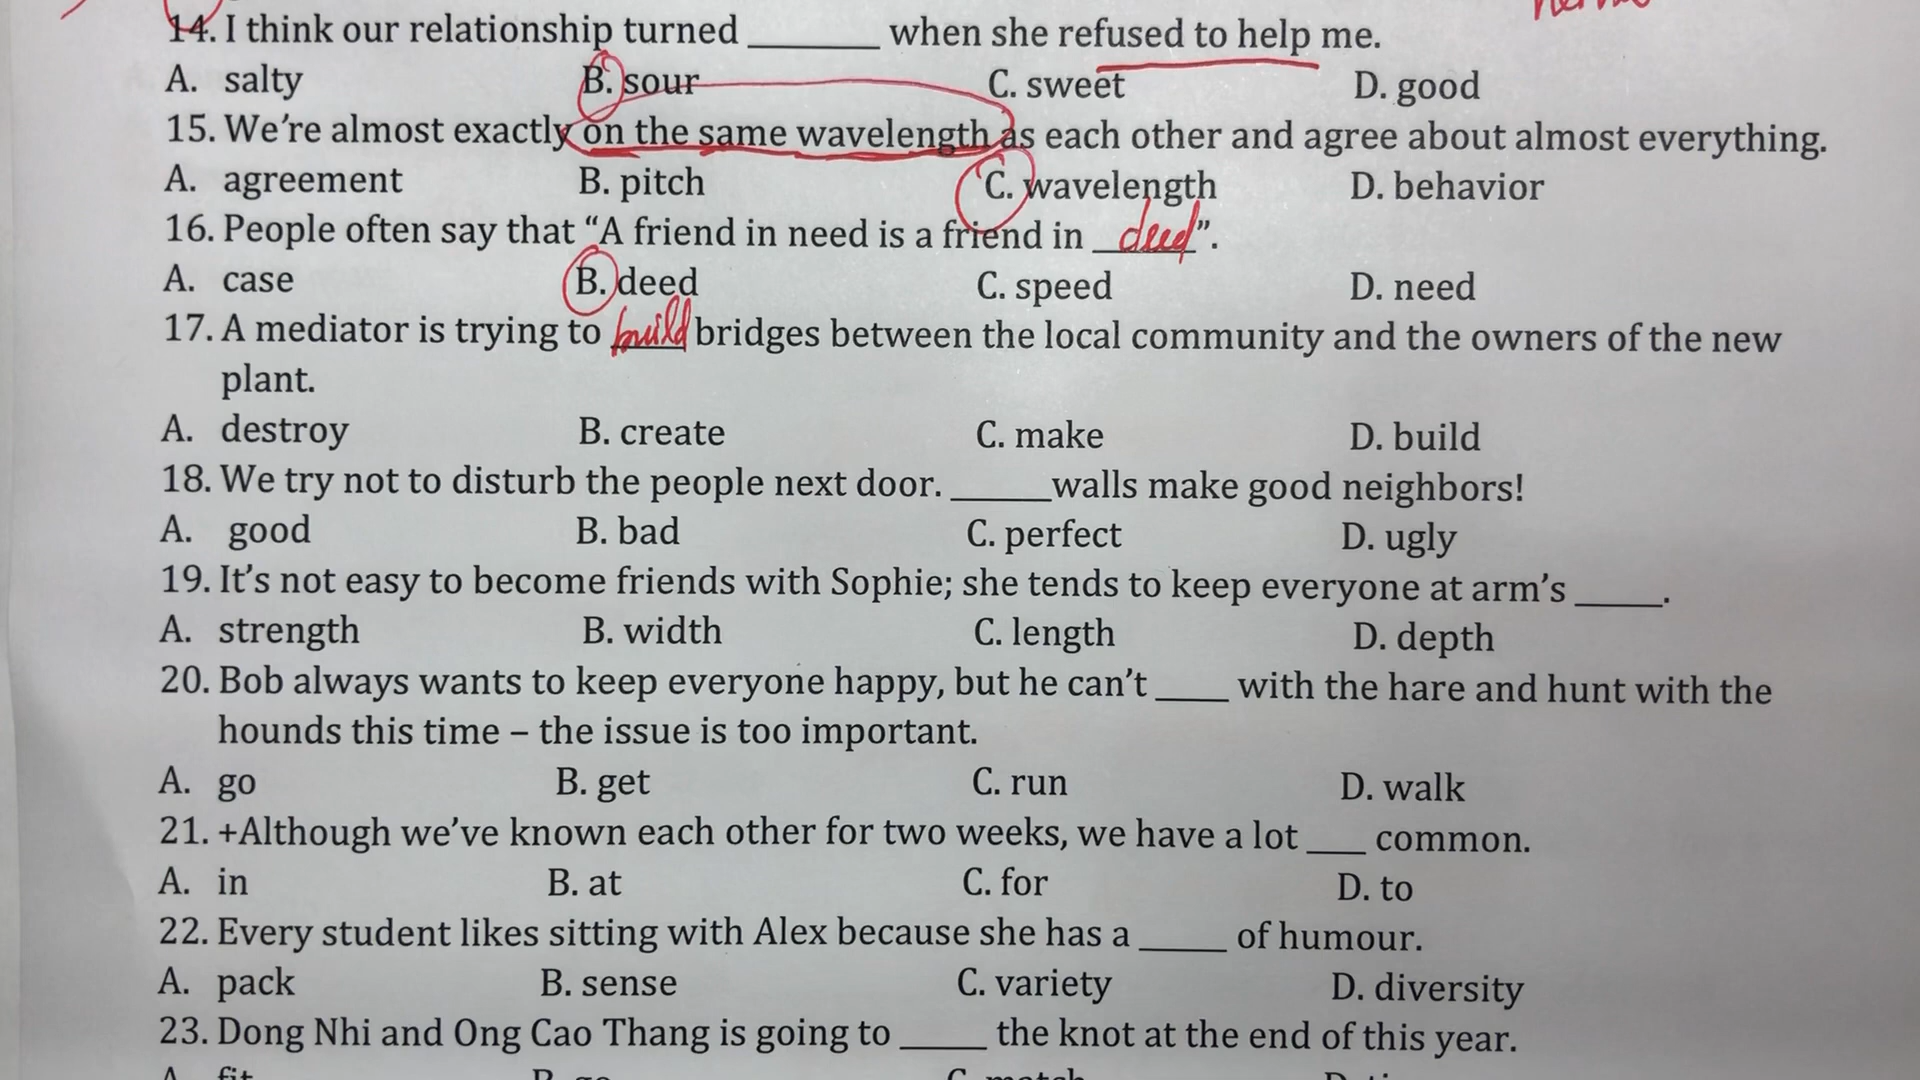 14. I think our relationship turned ______ when she refused to help me.
A. salty B. sour C. sweet D. good
15. We're almost exactly on the same wavelength as each other and agree about almost everything.
A. agreement B. pitch C. wavelength D. behavior
16. People often say that “A friend in need is a friend in deed”.
A. case B. deed C. speed D. need
17. A mediator is trying to build bridges between the local community and the owners of the new
plant.
A. destroy B. create C. make D. build
18. We try not to disturb the people next door. _____walls make good neighbors!
A. good B. bad C. perfect D. ugly
19. It's not easy to become friends with Sophie; she tends to keep everyone at arm's ____.
A. strength B. width C. length D. depth
20. Bob always wants to keep everyone happy, but he can't ____ with the hare and hunt with the
hounds this time – the issue is too important.
A. go B. get C. run D. walk
21. +Although we've known each other for two weeks, we have a lot ___ common.
A. in B. at C. for D. to
22. Every student likes sitting with Alex because she has a ____ of humour.
A. pack B. sense C. variety D. diversity
23. Dong Nhi and Ong Cao Thang is going to ____ the knot at the end of this year.
A. fit B. go C. match D.